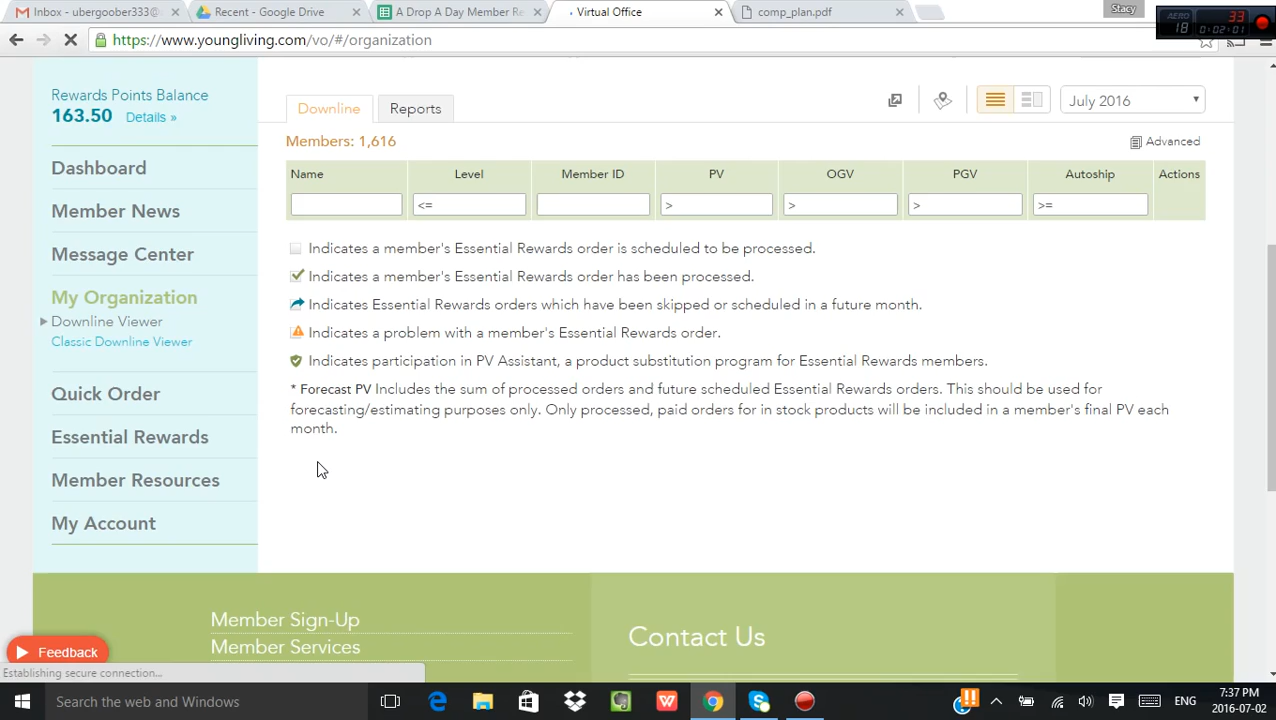 Inbox - ubergoober333@
Recent - Google Drive
A Drop A Day Member Re
Virtual Office
comp_plan.pdf
Stacy
AERO
18
33
0:02:01
www.youngliving.com
Rewards Points Balance
163.50 Details »
Dashboard
Member News
Message Center
My Organization
Downline Viewer
Classic Downline Viewer
Quick Order
Essential Rewards
Member Resources
My Account
Downline
Reports
July 2016
Members: 1,616
Advanced
Name Level Member ID PV OGV PGV Autoship Actions
<= > > > >=
Indicates a member's Essential Rewards order is scheduled to be processed.
Indicates a member's Essential Rewards order has been processed.
Indicates Essential Rewards orders which have been skipped or scheduled in a future month.
Indicates a problem with a member's Essential Rewards order.
Indicates participation in PV Assistant, a product substitution program for Essential Rewards members.
* Forecast PV Includes the sum of processed orders and future scheduled Essential Rewards orders. This should be used for
forecasting/estimating purposes only. Only processed, paid orders for in stock products will be included in a member's final PV each
month.
Member Sign-Up
Member Services
Contact Us
Feedback
Establishing secure connection...
Search the web and Windows
ENG
7:37 PM
2016-07-02